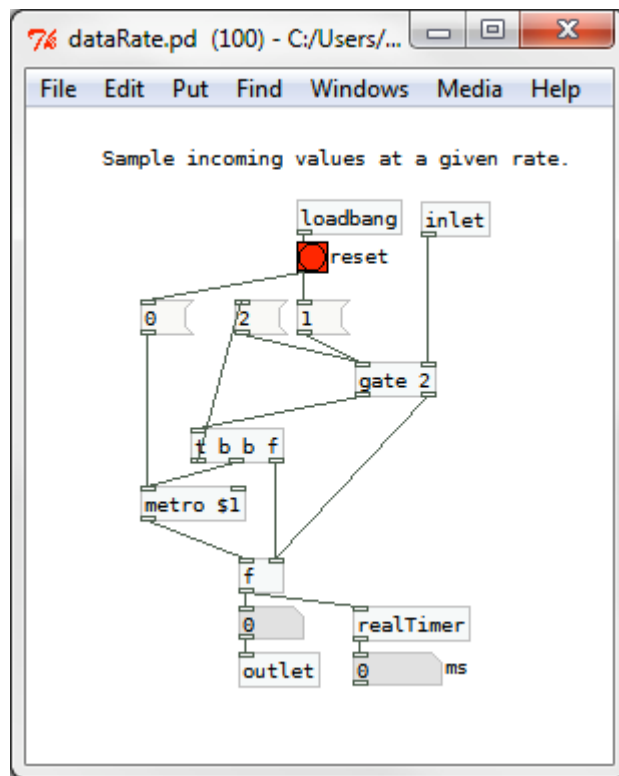 dataRate.pd (100) - C:/Users/...
File Edit Put Find Windows Media Help
Sample incoming values at a given rate.
loadbang inlet
reset
0 2 1
gate 2
t b b f
metro $1
f
0 realTimer
outlet 0 ms